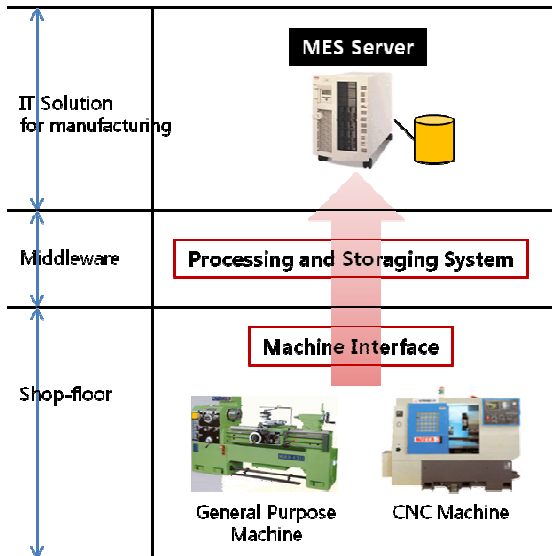 MES Server
IT Solution
for manufacturing
Middleware
Processing and Storaging System
Machine Interface
Shop-floor
General Purpose
Machine
CNC Machine